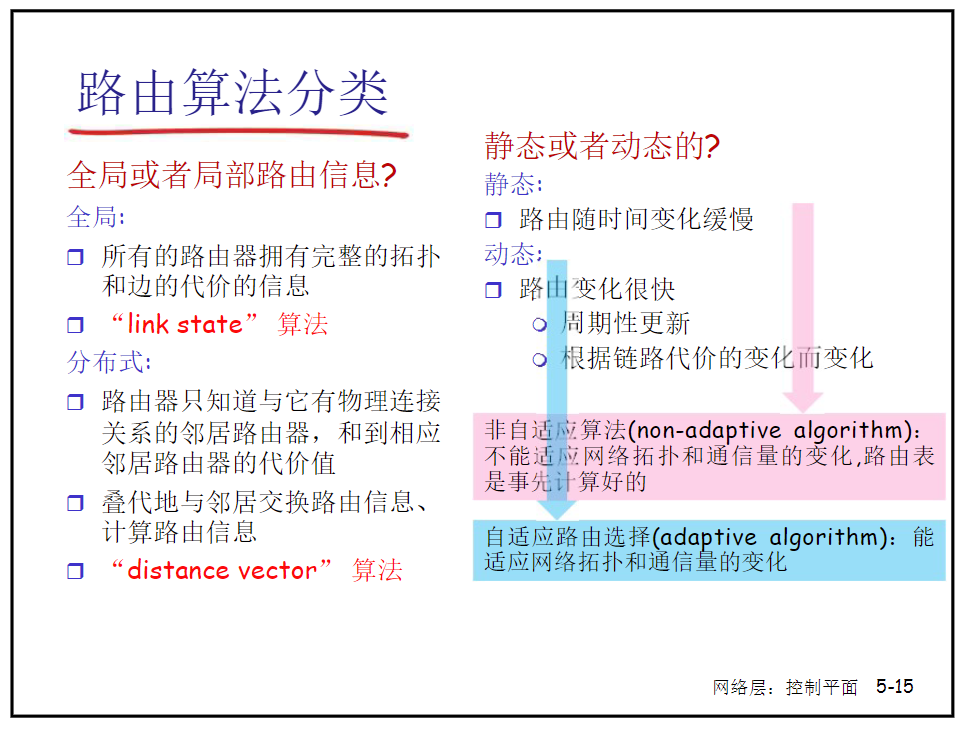 路由算法分类
全局或者局部路由信息?
全局:
所有的路由器拥有完整的拓扑
和边的代价的信息
“link state” 算法
分布式:
路由器只知道与它有物理连接
关系的邻居路由器，和到相应
邻居路由器的代价值
叠代地与邻居交换路由信息、
计算路由信息
“distance vector” 算法
静态或者动态的?
静态:
路由随时间变化缓慢
动态:
路由变化很快
周期性更新
根据链路代价的变化而变化
非自适应算法(non-adaptive algorithm)：
不能适应网络拓扑和通信量的变化,路由表
是事先计算好的
自适应路由选择(adaptive algorithm)：能
适应网络拓扑和通信量的变化
网络层：控制平面 5-15